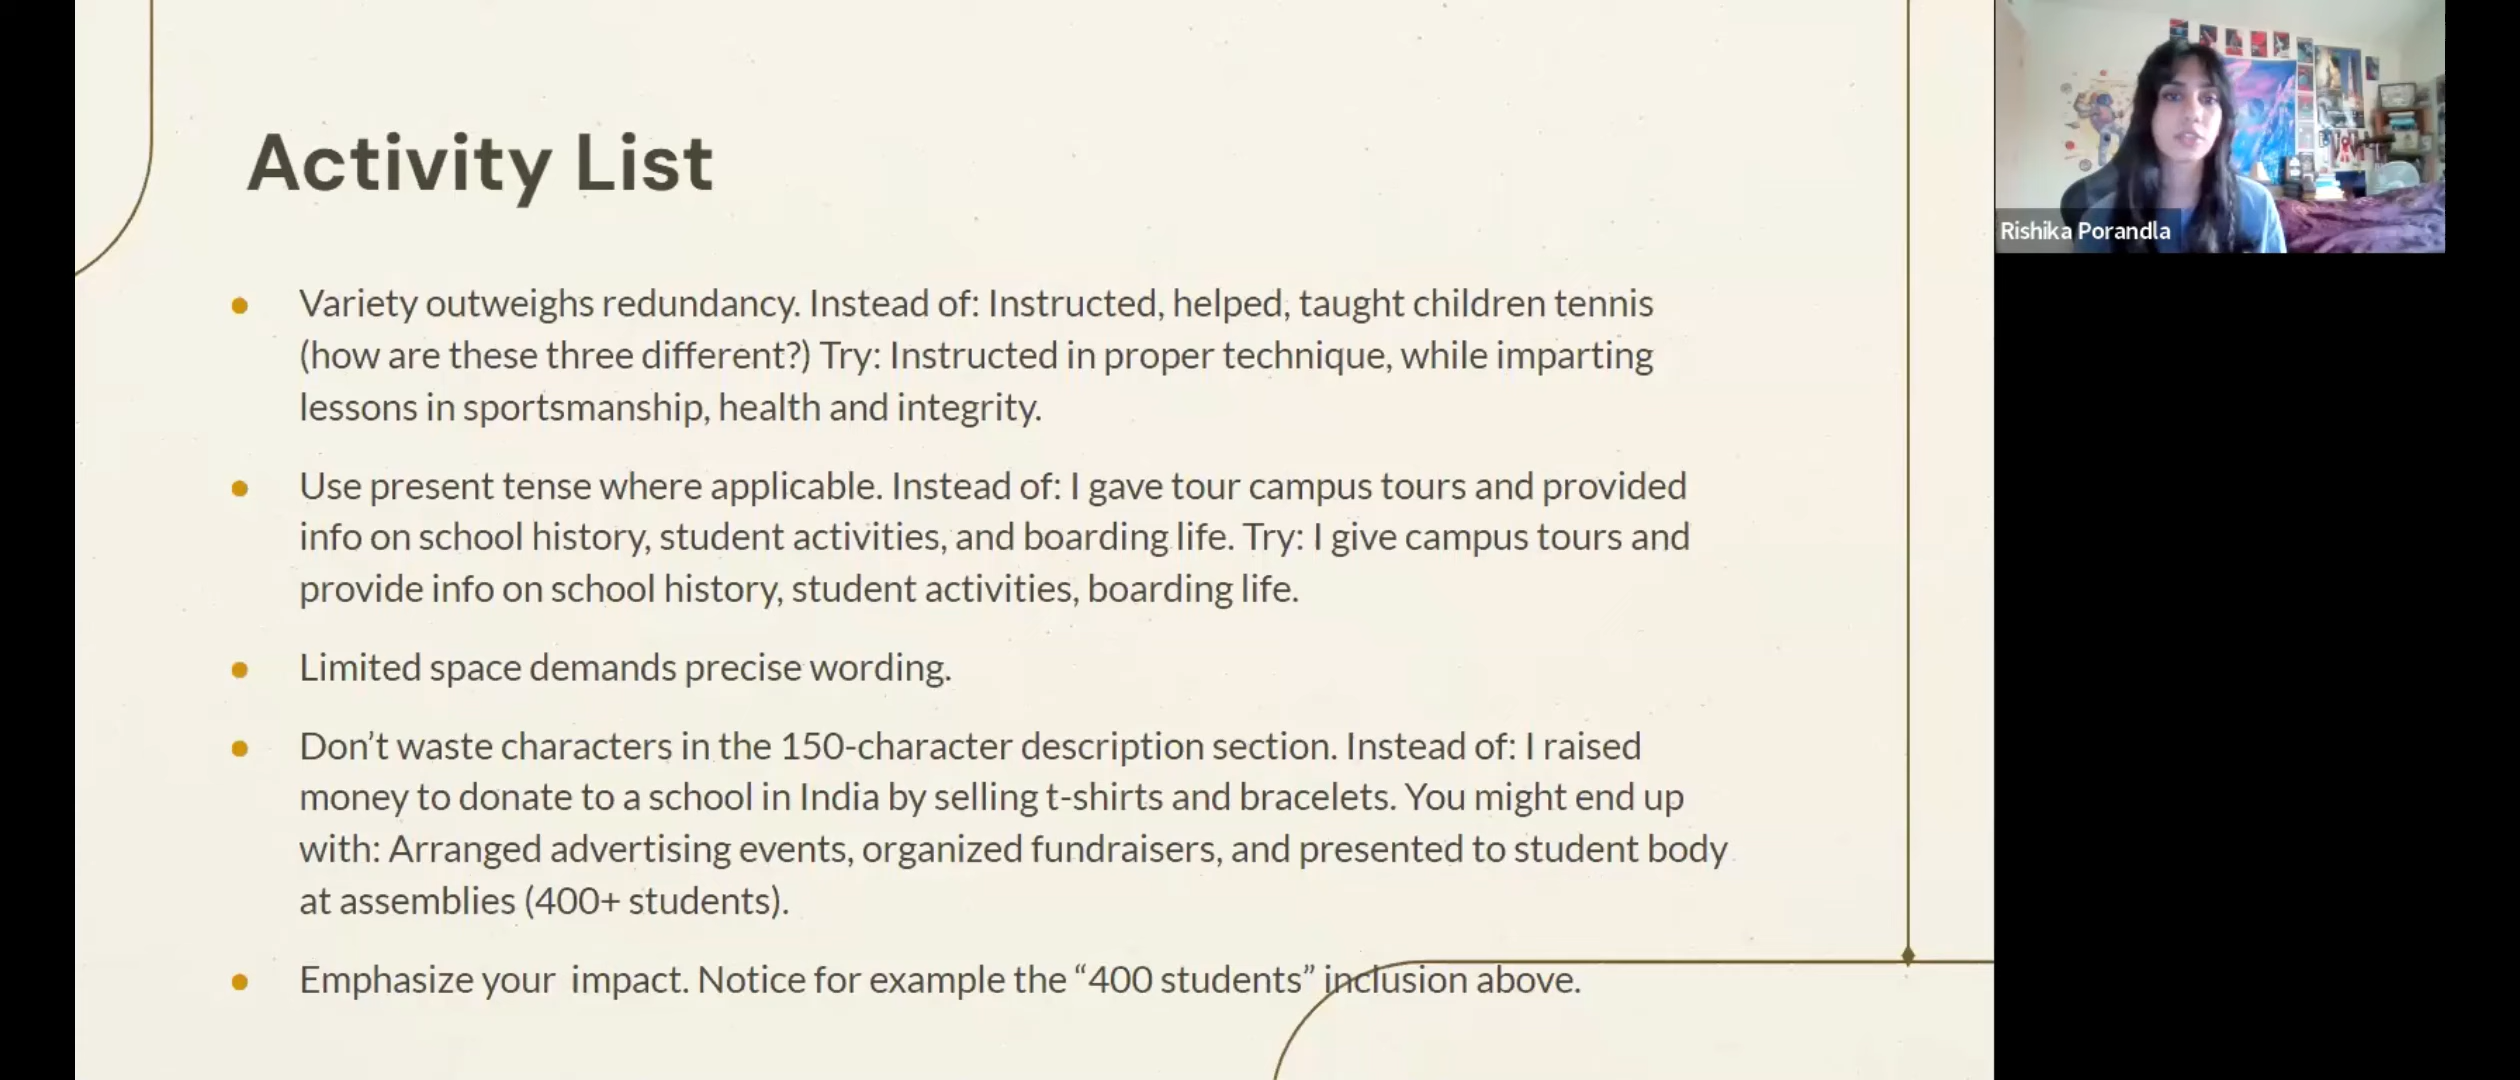 Activity List
Variety outweighs redundancy. Instead of: Instructed, helped, taught children tennis
(how are these three different?) Try: Instructed in proper technique, while imparting
lessons in sportsmanship, health and integrity.
Use present tense where applicable. Instead of: I gave tour campus tours and provided
info on school history, student activities, and boarding life. Try: I give campus tours and
provide info on school history, student activities, boarding life.
Limited space demands precise wording.
Don’t waste characters in the 150-character description section. Instead of: I raised
money to donate to a school in India by selling t-shirts and bracelets. You might end up
with: Arranged advertising events, organized fundraisers, and presented to student body
at assemblies (400+ students).
Emphasize your  impact. Notice for example the “400 students” inclusion above.
Rishika Porandla